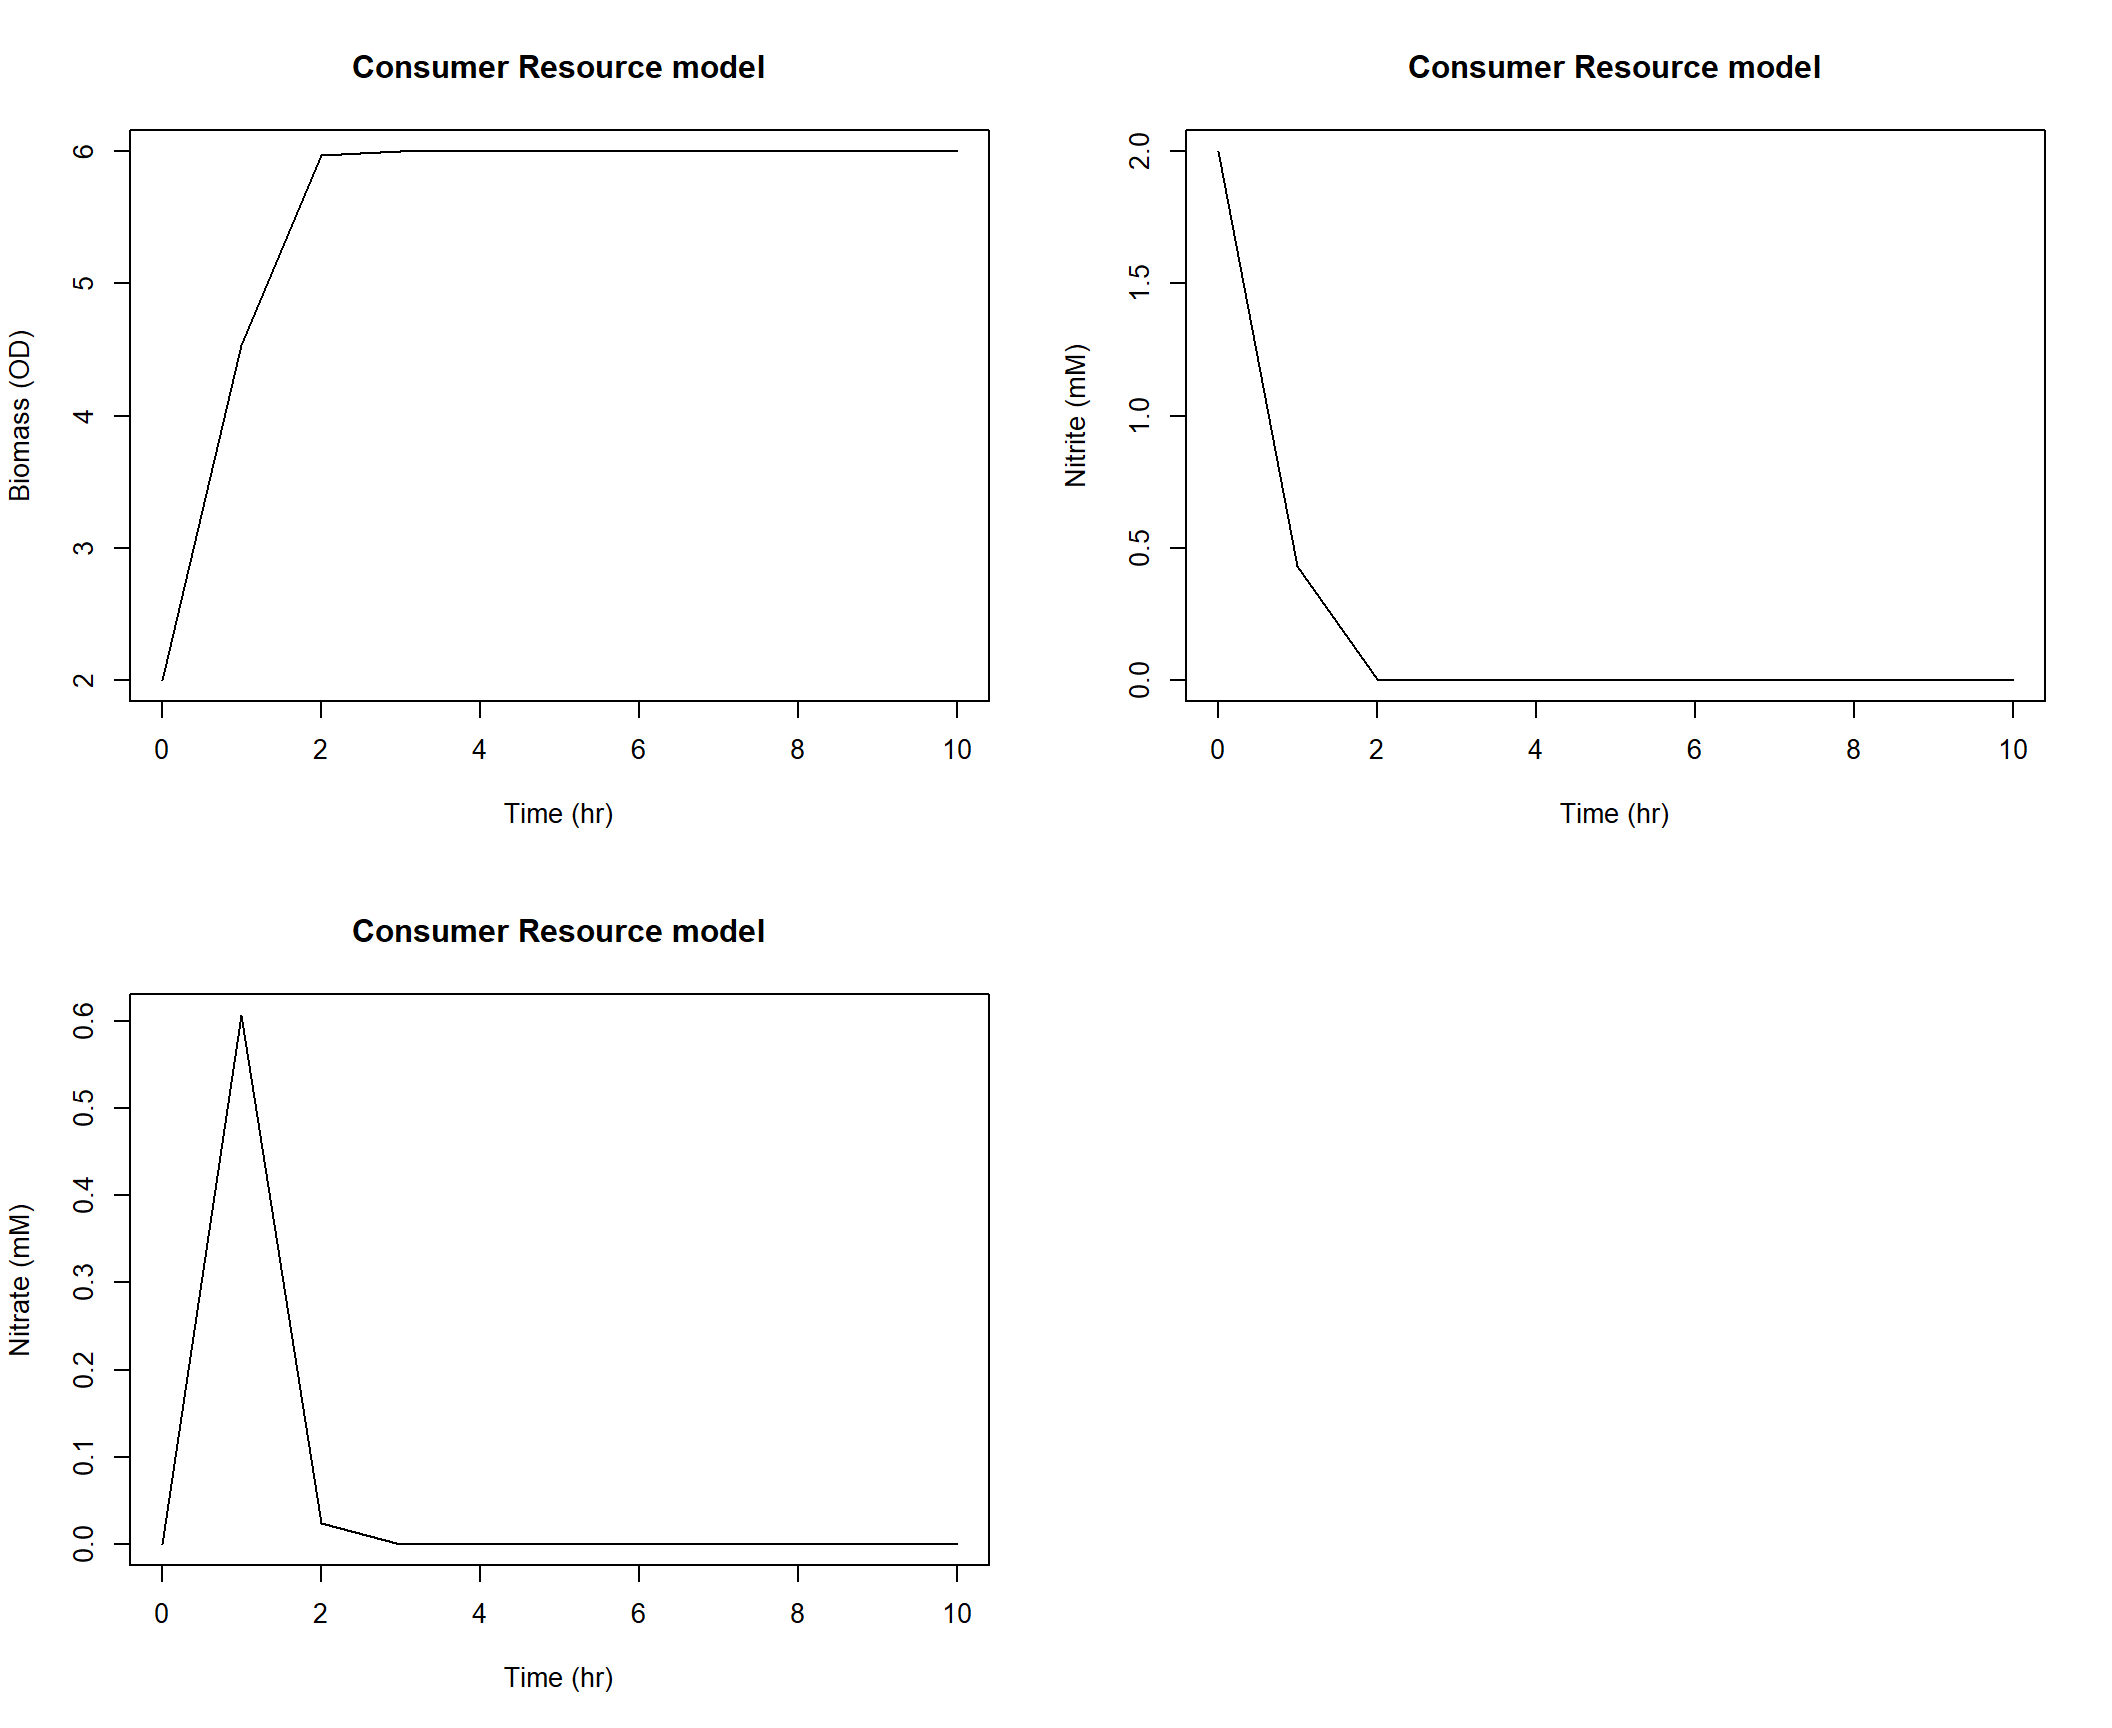 Consumer Resource model
Biomass (OD)
6
5
4
3
2
0 2 4 6 8 10
Time (hr)
Consumer Resource model
Nitrite (mM)
2.0
1.5
1.0
0.5
0.0
0 2 4 6 8 10
Time (hr)
Consumer Resource model
Nitrate (mM)
0.6
0.5
0.4
0.3
0.2
0.1
0.0
0 2 4 6 8 10
Time (hr)